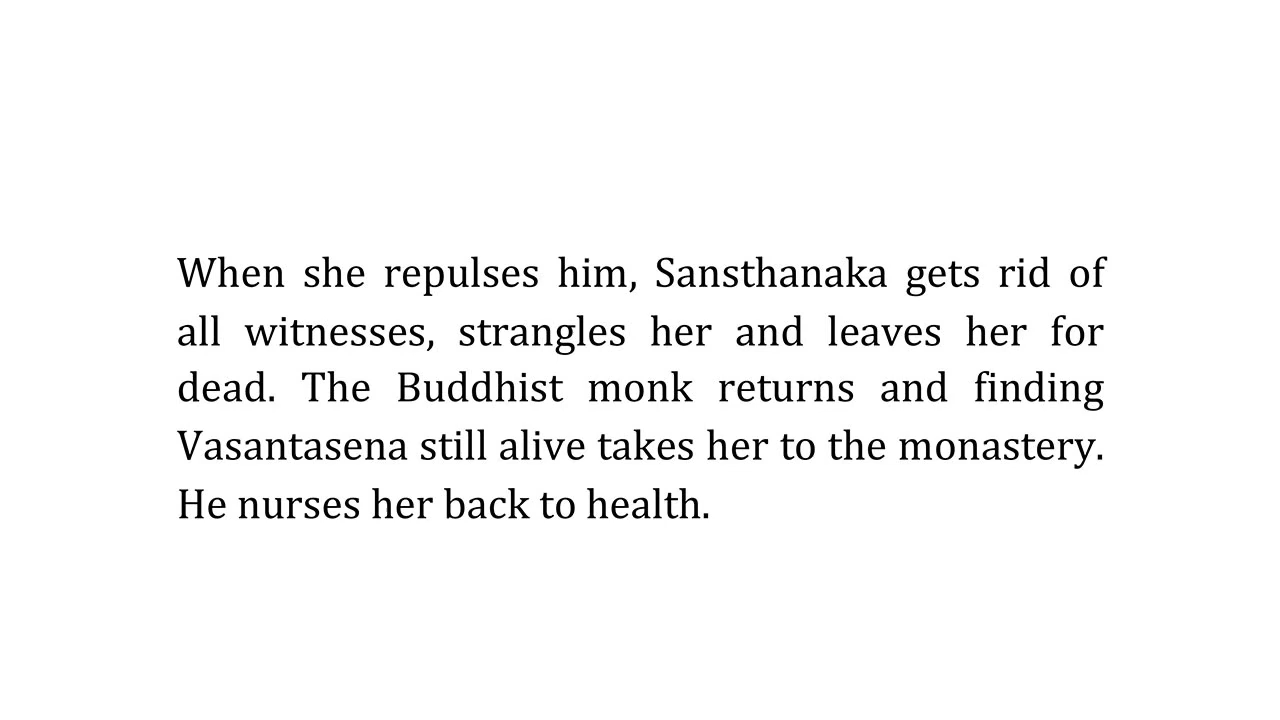 When she repulses him, Sansthanaka gets rid of
all witnesses, strangles her and leaves her for
dead. The Buddhist monk returns and finding
Vasantasena still alive takes her to the monastery.
He nurses her back to health.